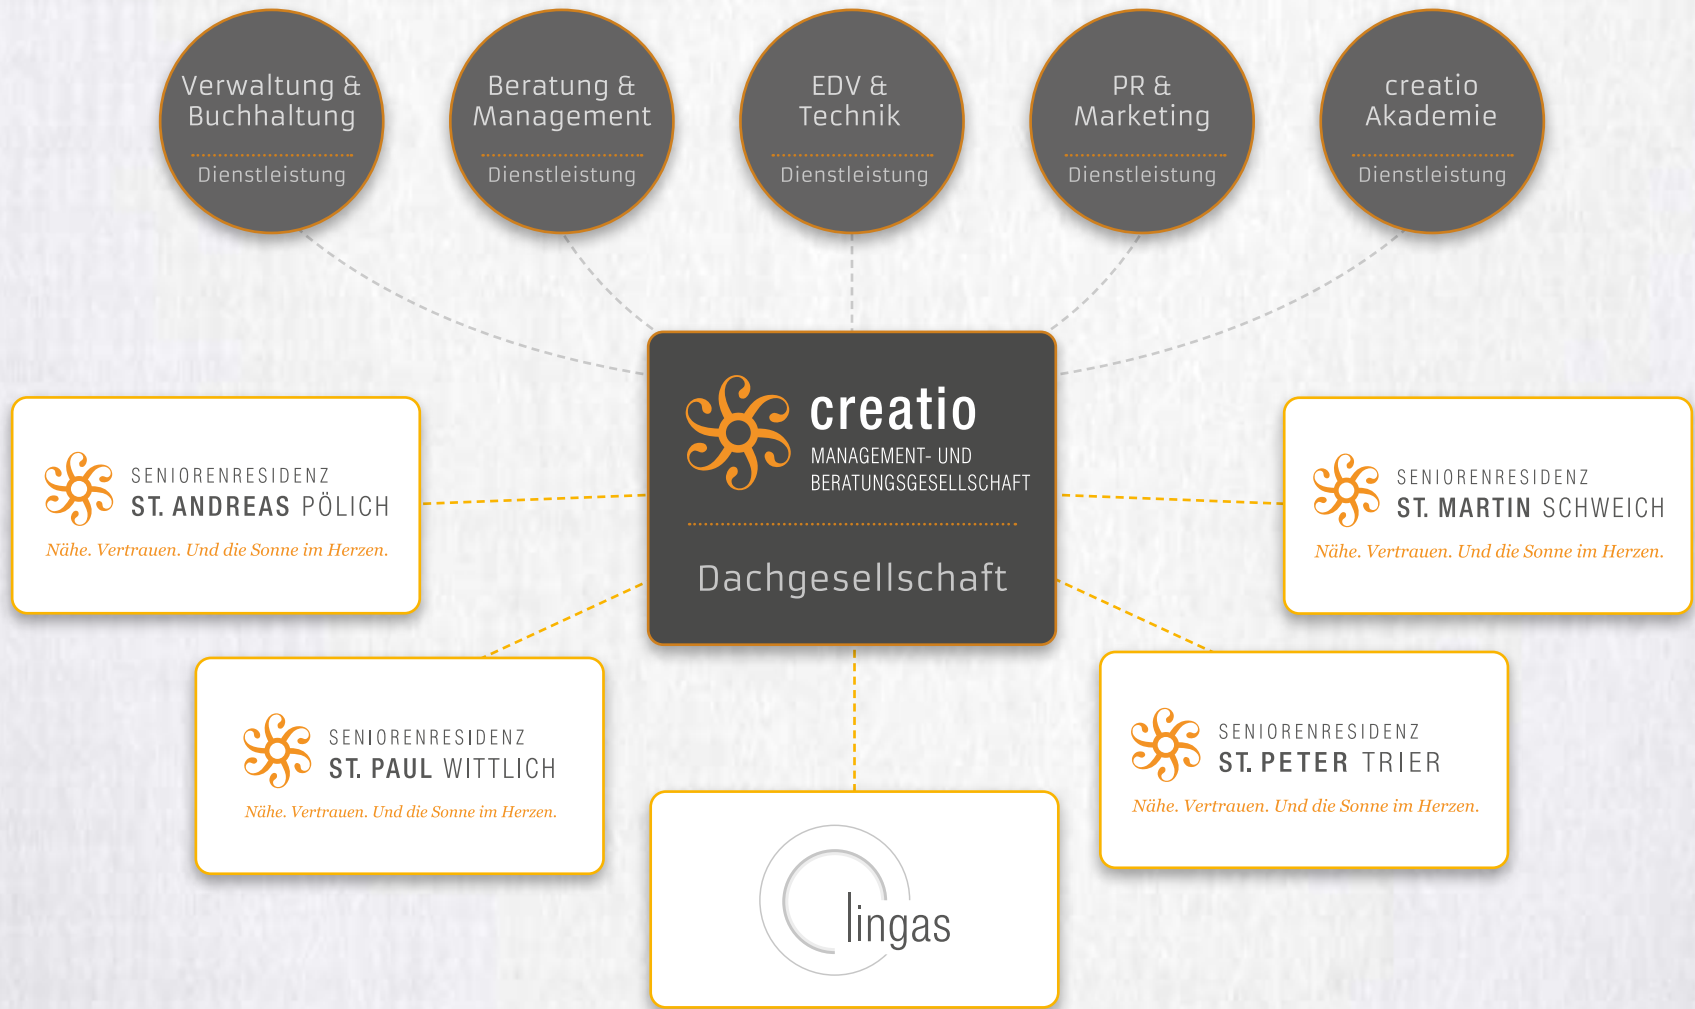 Verwaltung &
Buchhaltung
Dienstleistung
Beratung &
Management
Dienstleistung
EDV &
Technik
Dienstleistung
PR &
Marketing
Dienstleistung
creatio
Akademie
Dienstleistung
creatio
MANAGEMENT- UND
BERATUNGSGESELLSCHAFT
Dachgesellschaft
SENIORENRESIDENZ
ST. ANDREAS PÖLICH
Nähe. Vertrauen. Und die Sonne im Herzen.
SENIORENRESIDENZ
ST. MARTIN SCHWEICH
Nähe. Vertrauen. Und die Sonne im Herzen.
SENIORENRESIDENZ
ST. PAUL WITTLICH
Nähe. Vertrauen. Und die Sonne im Herzen.
SENIORENRESIDENZ
ST. PETER TRIER
Nähe. Vertrauen. Und die Sonne im Herzen.
lingas